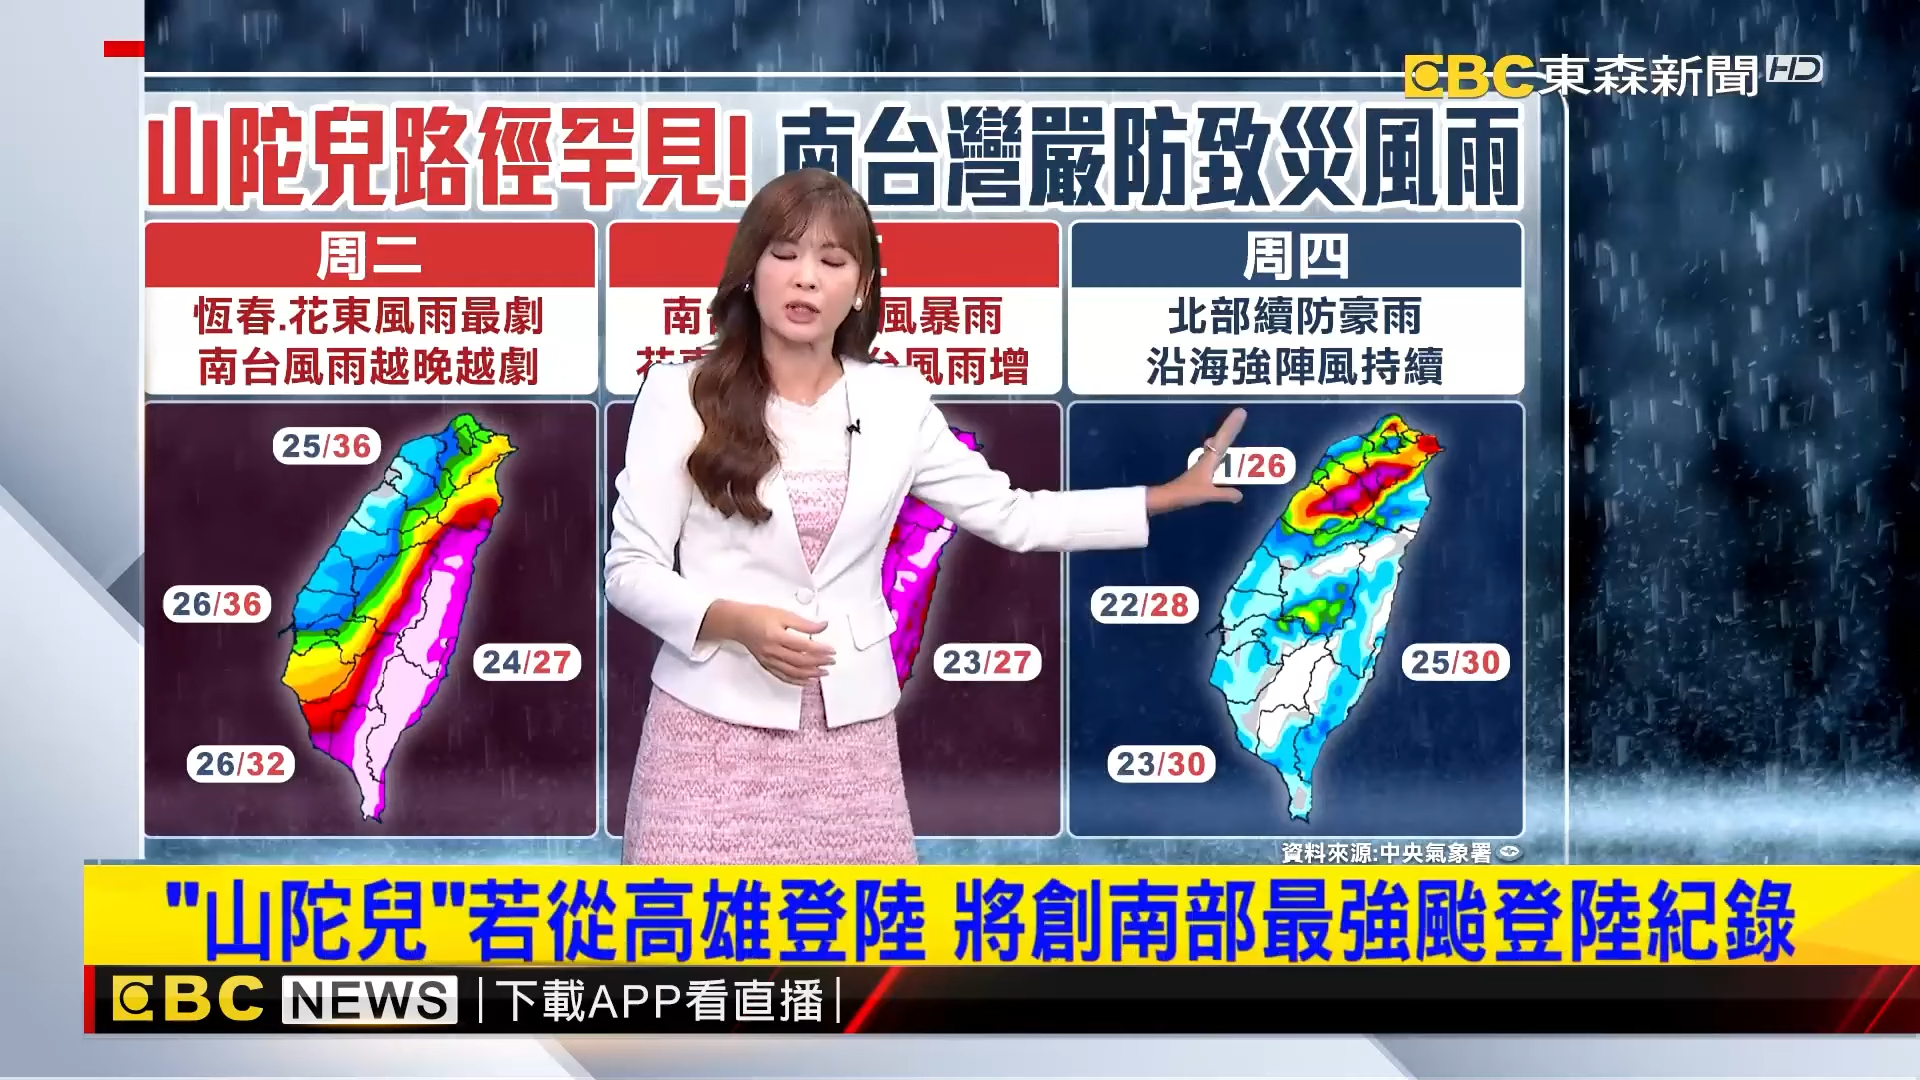 EBC東森新聞HD
山陀兒路徑罕見! 南台灣嚴防致災風雨
周二
恆春.花東風雨最劇
南台風雨越晚越劇
25/36
26/36
24/27
26/32
南
風暴雨
台風雨增
23/27
周四
北部續防豪雨
沿海強陣風持續
1/26
22/28
25/30
23/30
資料來源:中央氣象署
"山陀兒"若從高雄登陸 將創南部最強颱登陸紀錄
EBC NEWS |下載APP看直播|